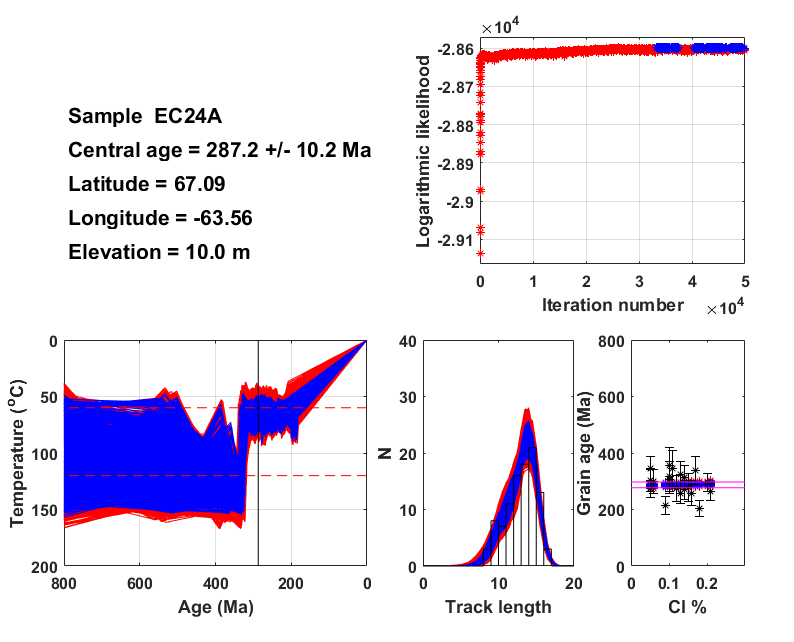 Sample  EC24A
Central age = 287.2 +/- 10.2 Ma
Latitude = 67.09
Longitude = -63.56
Elevation = 10.0 m
×10⁴
-2.86
-2.87
-2.88
-2.89
-2.9
-2.91
Logarithmic likelihood
0 1 2 3 4 5
Iteration number ×10⁴
0
50
100
150
200
Temperature (°C)
800 600 400 200 0
Age (Ma)
40
30
20
10
0
N
0 10 20
Track length
800
600
400
200
0
Grain age (Ma)
0 0.1 0.2
Cl %